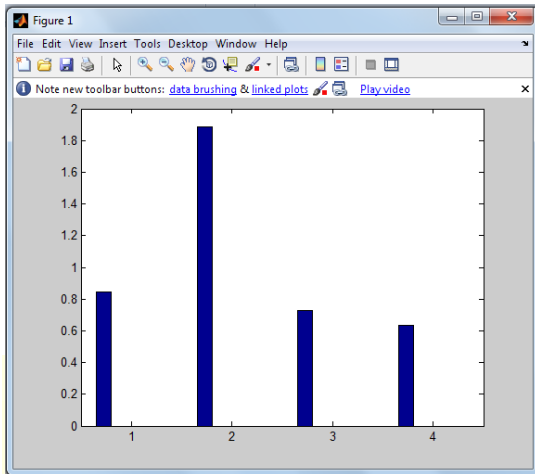 Figure 1
File Edit View Insert Tools Desktop Window Help
Note new toolbar buttons: data brushing & linked plots Play video
2
1.8
1.6
1.4
1.2
1
0.8
0.6
0.4
0.2
0
1 2 3 4